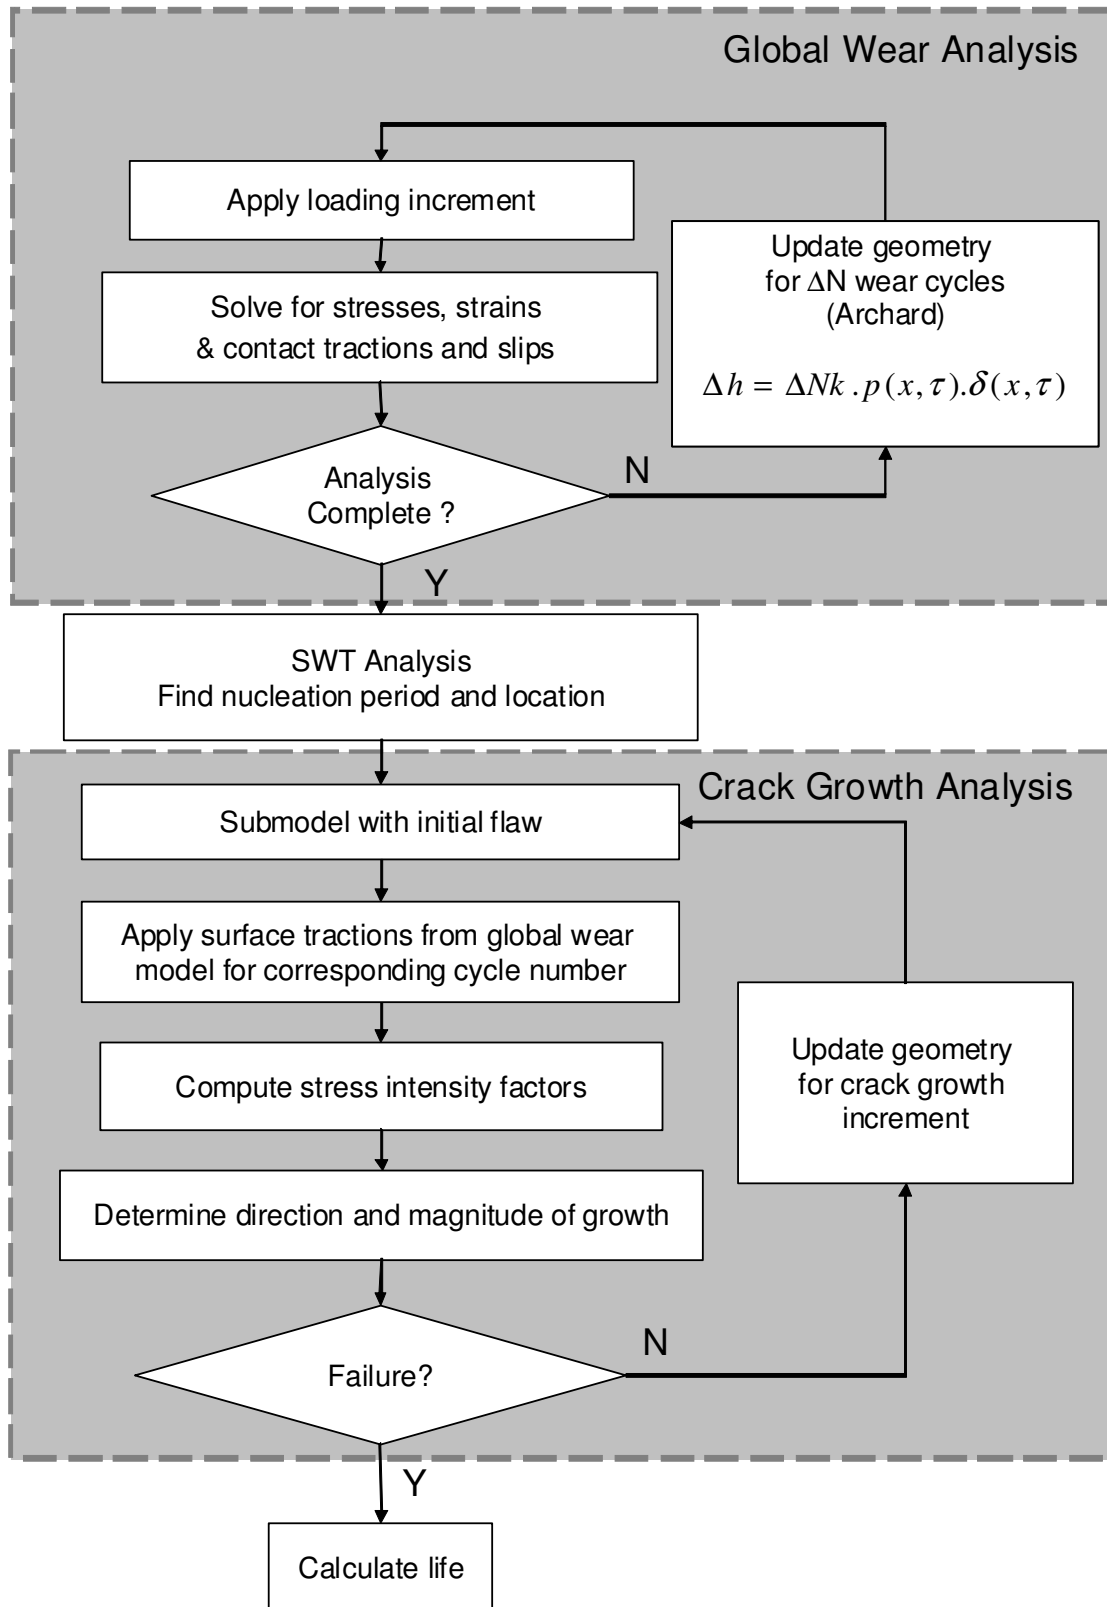 Global Wear Analysis
Apply loading increment
Solve for stresses, strains
& contact tractions and slips
Analysis
Complete ?
N
Update geometry
for ΔN wear cycles
(Archard)
Δh = ΔNk .p(x,τ).δ(x,τ)
Y
SWT Analysis
Find nucleation period and location
Crack Growth Analysis
Submodel with initial flaw
Apply surface tractions from global wear
model for corresponding cycle number
Compute stress intensity factors
Determine direction and magnitude of growth
Failure?
N
Update geometry
for crack growth
increment
Y
Calculate life